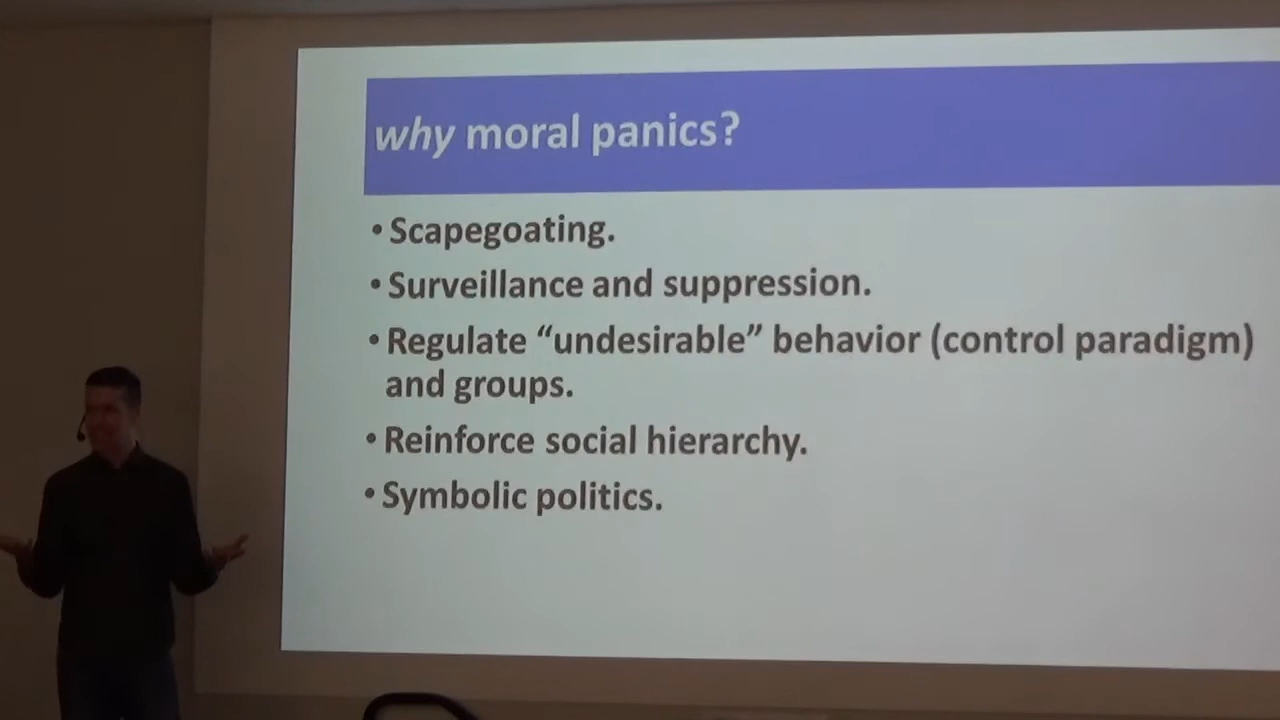 why moral panics?
• Scapegoating.
• Surveillance and suppression.
• Regulate “undesirable” behavior (control paradigm)
and groups.
• Reinforce social hierarchy.
• Symbolic politics.